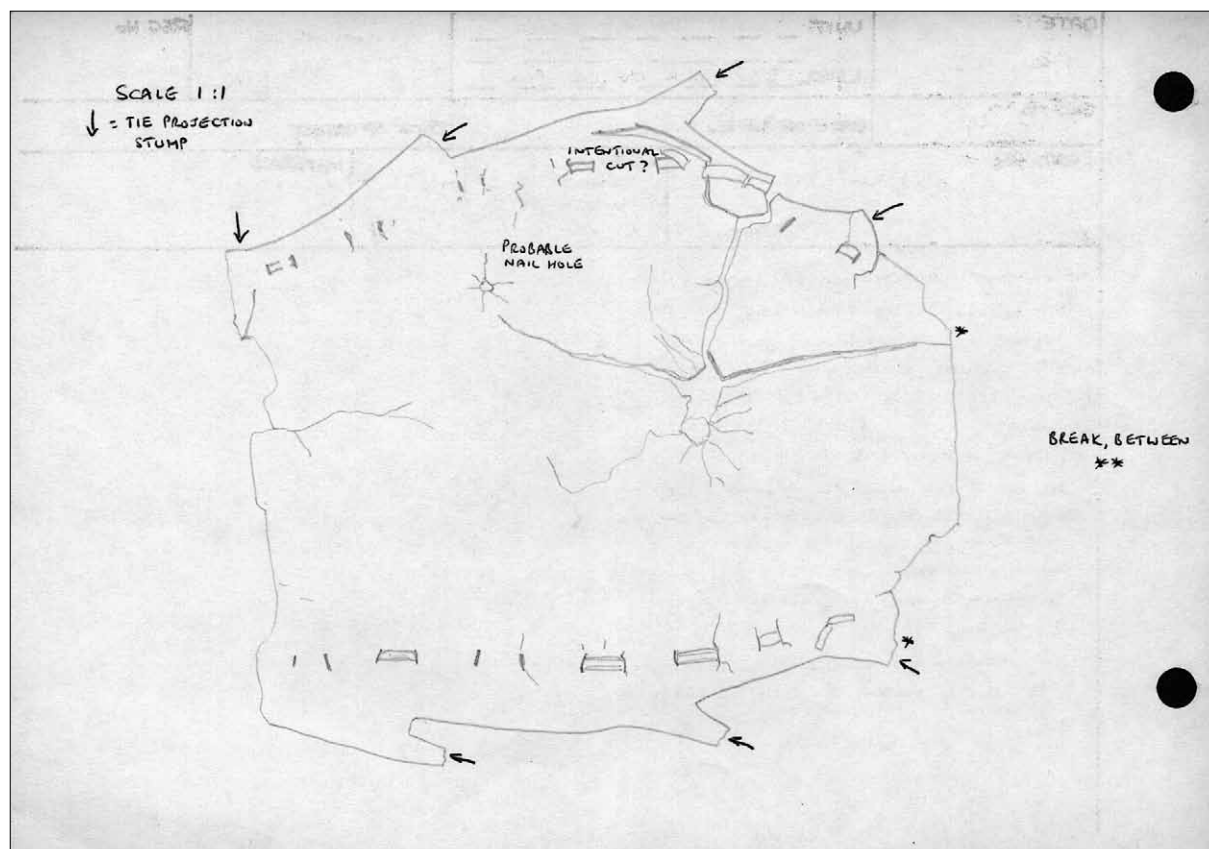 SCALE 1:1
↓ = TIE PROJECTION
STUMP
INTENTIONAL
CUT?
PROBABLE
NAIL HOLE
*
BREAK, BETWEEN
**
*